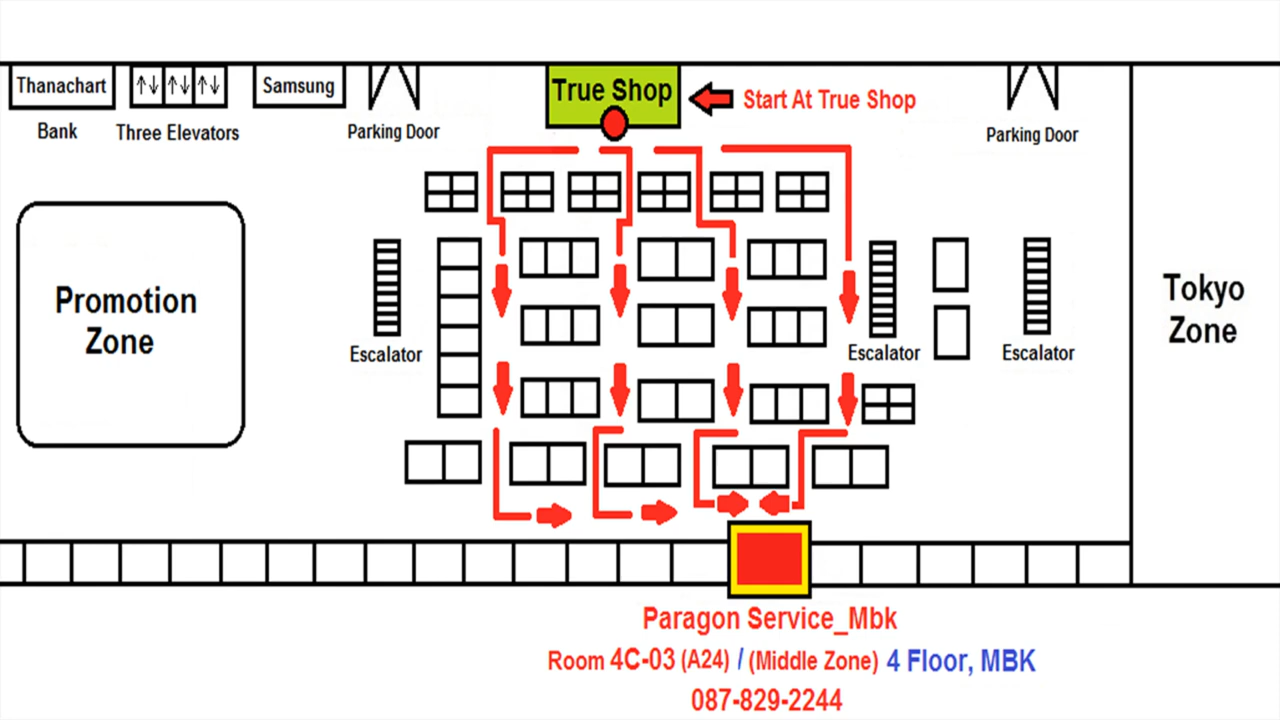 Thanachart
Bank
↑↓ ↑↓ ↑↓
Three Elevators
Samsung
Parking Door
True Shop
Start At True Shop
Parking Door
Promotion
Zone
Escalator
Escalator
Escalator
Tokyo
Zone
Paragon Service_Mbk
Room 4C-03 (A24) / (Middle Zone) 4 Floor, MBK
087-829-2244